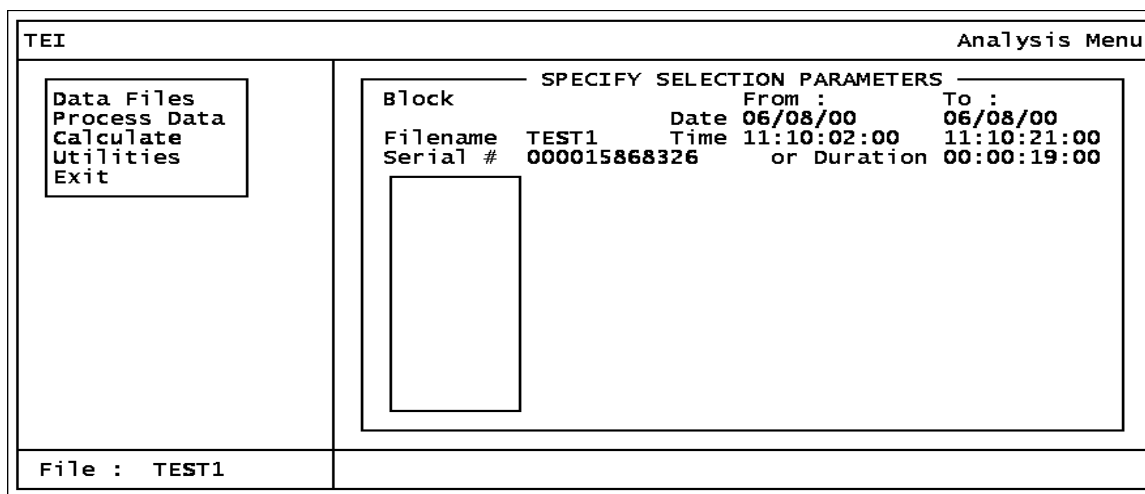 TEI Analysis Menu
Data Files
Process Data
Calculate
Utilities
Exit
SPECIFY SELECTION PARAMETERS
Block From : To :
Date 06/08/00 06/08/00
Filename TEST1 Time 11:10:02:00 11:10:21:00
Serial # 000015868326 or Duration 00:00:19:00
File : TEST1